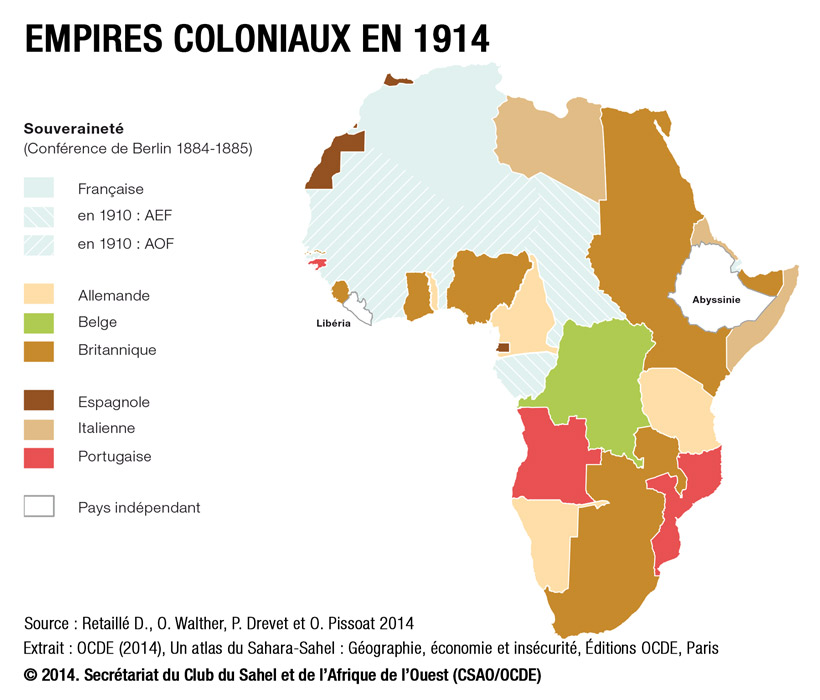 EMPIRES COLONIAUX EN 1914
Souveraineté
(Conférence de Berlin 1884-1885)
Française
en 1910 : AEF
en 1910 : AOF
Allemande
Belge
Britannique
Espagnole
Italienne
Portugaise
Pays indépendant
Libéria
Abyssinie
Source : Retaillé D., O. Walther, P. Drevet et O. Pissoat 2014
Extrait : OCDE (2014), Un atlas du Sahara-Sahel : Géographie, économie et insécurité, Éditions OCDE, Paris
© 2014. Secrétariat du Club du Sahel et de l'Afrique de l'Ouest (CSAO/OCDE)